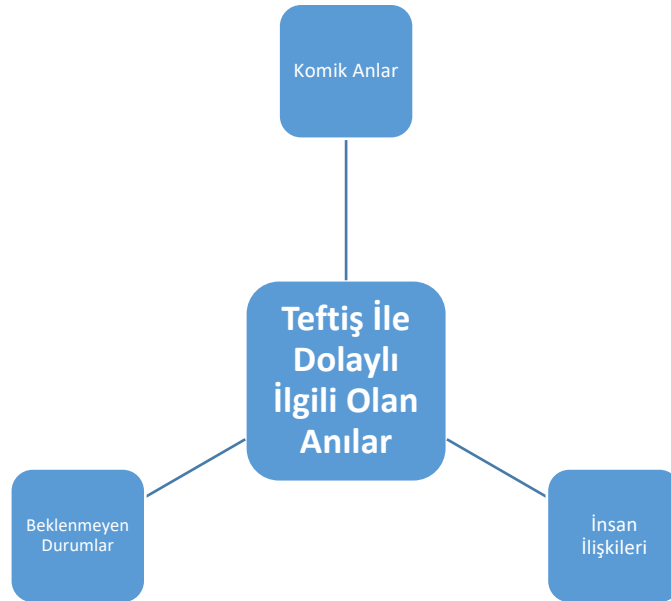 Komik Anlar
Teftiş İle
Dolaylı
İlgili Olan
Anılar
Beklenmeyen
Durumlar
İnsan
İlişkileri